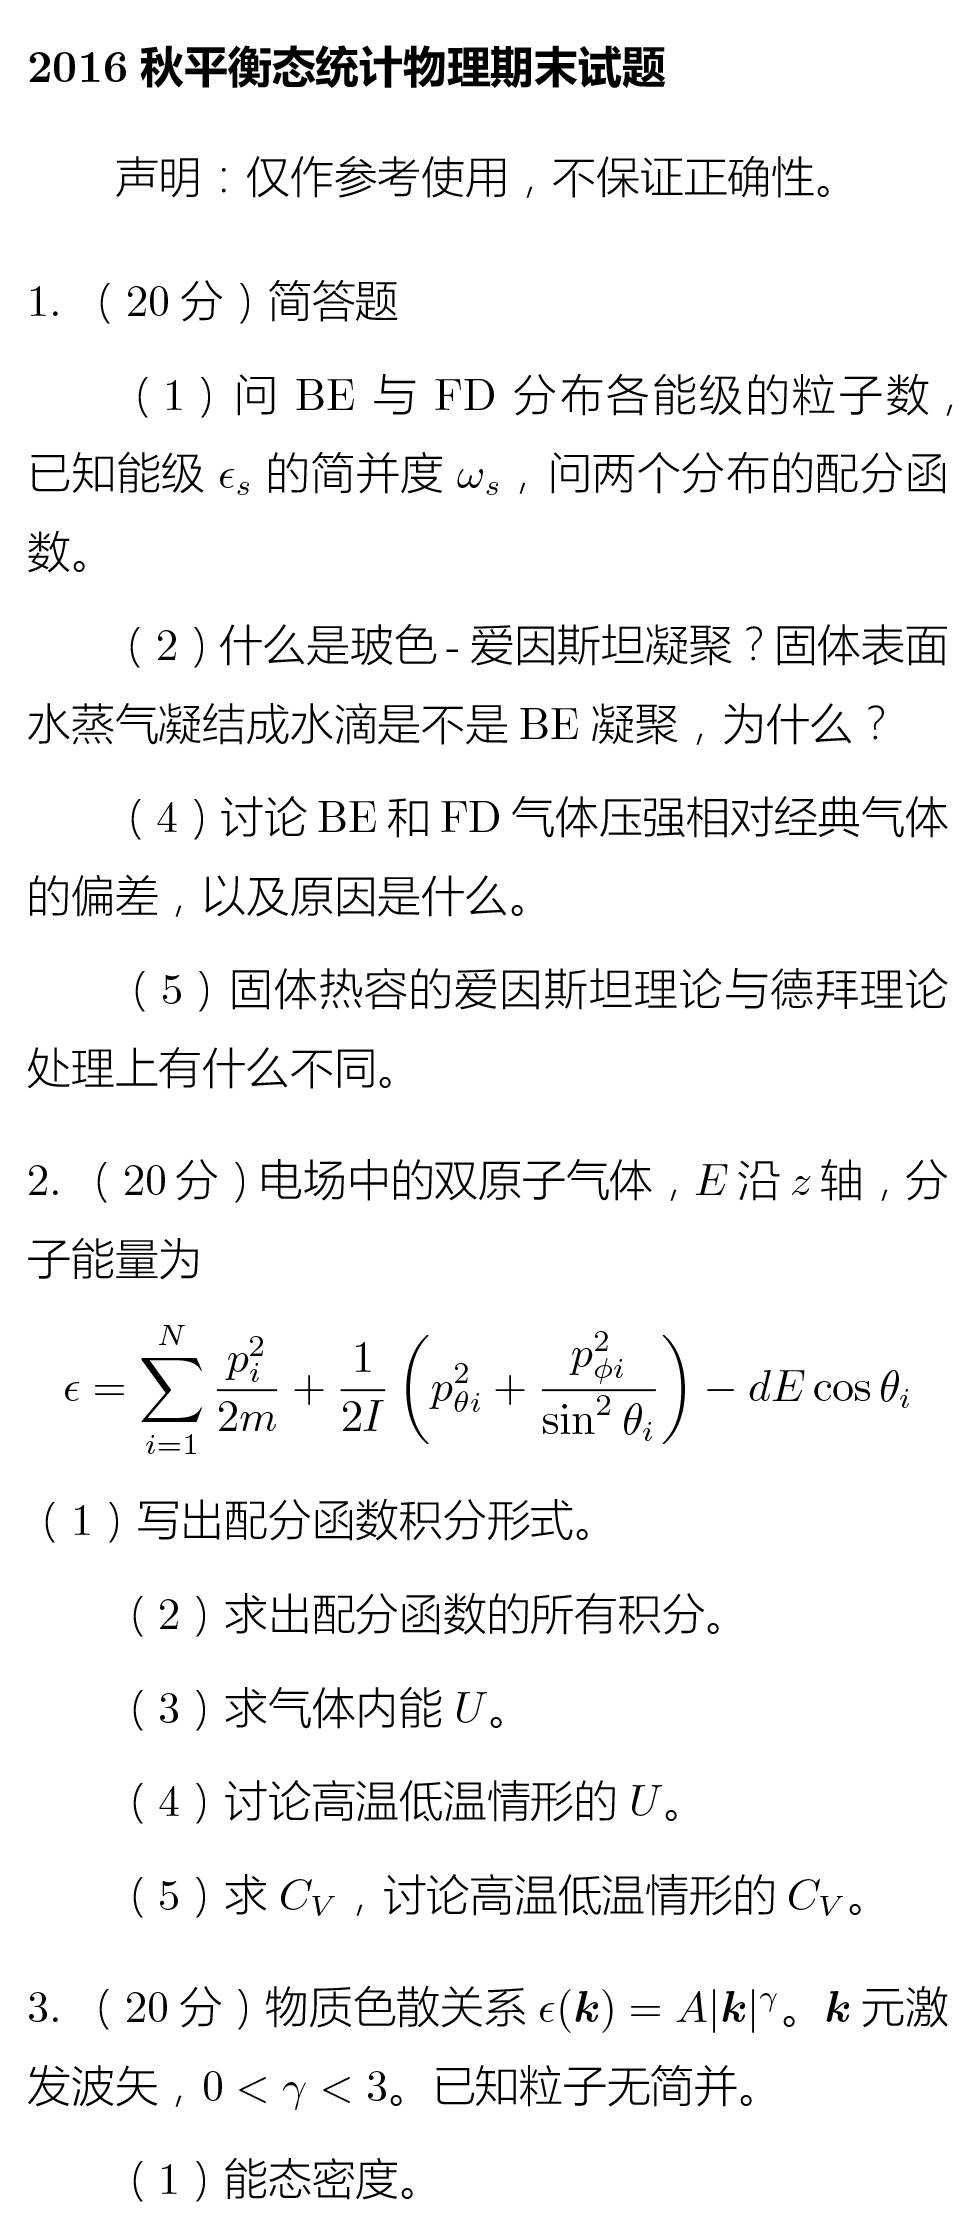 2016 秋平衡态统计物理期末试题
声明：仅作参考使用，不保证正确性。
1. （20 分）简答题
（1）问 BE 与 FD 分布各能级的粒子数，
已知能级 ϵ_s 的简并度 ω_s，问两个分布的配分函
数。
（2）什么是玻色 - 爱因斯坦凝聚？固体表面
水蒸气凝结成水滴是不是 BE 凝聚，为什么？
（4）讨论 BE 和 FD 气体压强相对经典气体
的偏差，以及原因是什么。
（5）固体热容的爱因斯坦理论与德拜理论
处理上有什么不同。
2. （20 分）电场中的双原子气体，E 沿 z 轴，分
子能量为
ϵ = \sum_{i=1}^{N} \frac{p_i^2}{2m} + \frac{1}{2I} \left( p_{θi}^2 + \frac{p_{ϕi}^2}{\sin^2 θ_i} \right) − dE cos θ_i
（1）写出配分函数积分形式。
（2）求出配分函数的所有积分。
（3）求气体内能 U。
（4）讨论高温低温情形的 U。
（5）求 C_V，讨论高温低温情形的 C_V。
3. （20 分）物质色散关系 ϵ(k) = A|k|^γ。k 元激
发波矢，0 < γ < 3。已知粒子无简并。
（1）能态密度。